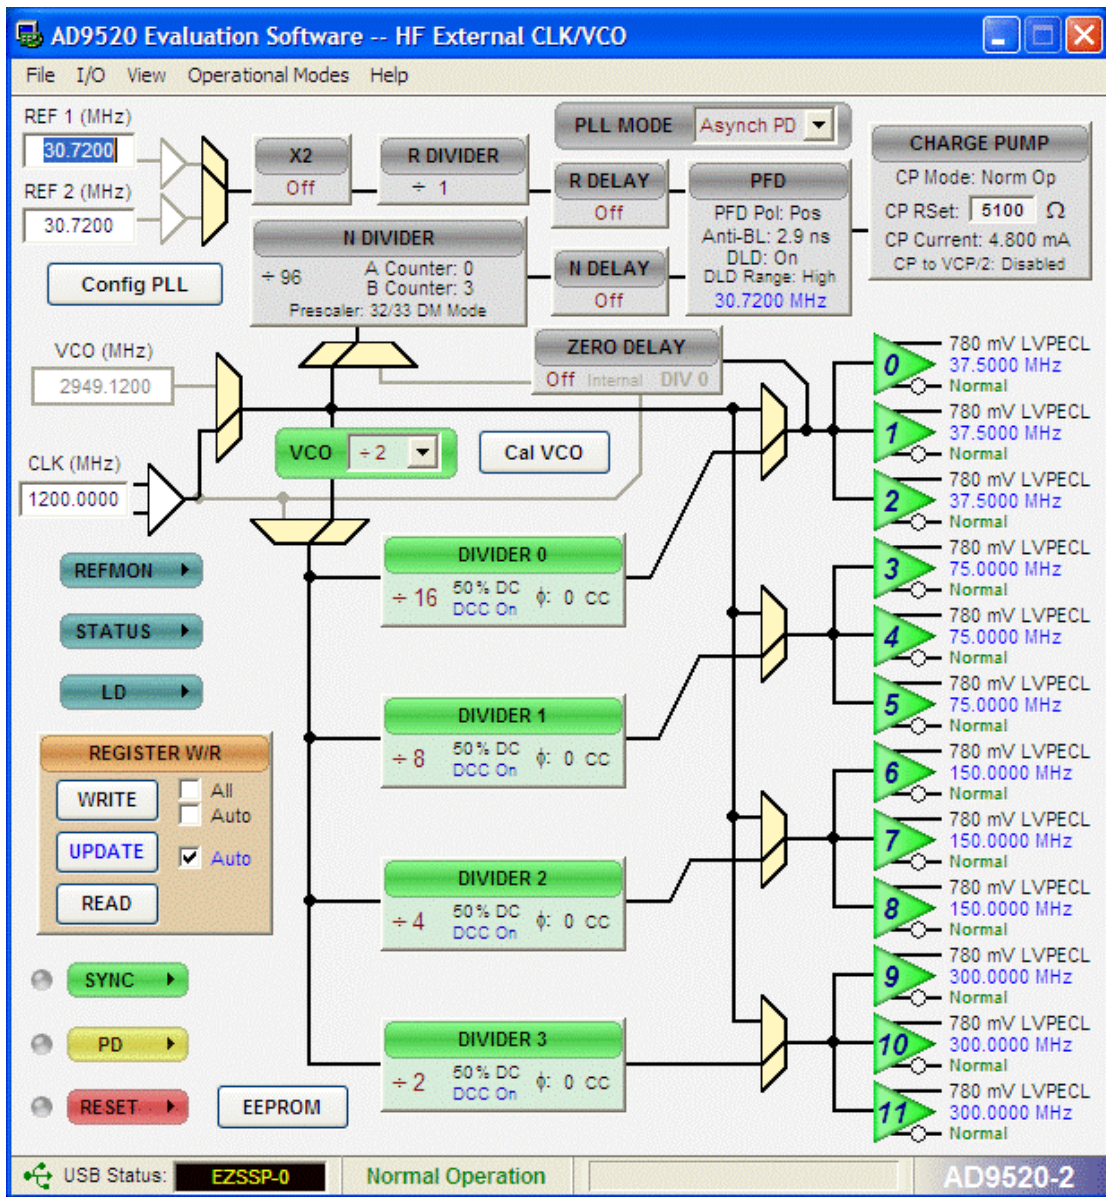 AD9520 Evaluation Software -- HF External CLK/VCO
File I/O View Operational Modes Help
REF 1 (MHz)
30.7200
REF 2 (MHz)
30.7200
Config PLL
X2
Off
R DIVIDER
÷ 1
PLL MODE Asynch PD
R DELAY
Off
N DIVIDER
÷ 96
A Counter: 0
B Counter: 3
Prescaler: 32/33 DM Mode
N DELAY
Off
PFD
PFD Pol: Pos
Anti-BL: 2.9 ns
DLD: On
DLD Range: High
30.7200 MHz
CHARGE PUMP
CP Mode: Norm Op
CP RSet: 5100 Ω
CP Current: 4.800 mA
CP to VCP/2: Disabled
VCO (MHz)
2949.1200
ZERO DELAY
Off Internal DIV 0
VCO ÷ 2
Cal VCO
CLK (MHz)
1200.0000
REFMON
STATUS
LD
REGISTER W/R
WRITE
All
Auto
UPDATE
Auto
READ
SYNC
PD
RESET
EEPROM
DIVIDER 0
÷ 16
50% DC
DCC On
ϕ: 0 CC
DIVIDER 1
÷ 8
50% DC
DCC On
ϕ: 0 CC
DIVIDER 2
÷ 4
50% DC
DCC On
ϕ: 0 CC
DIVIDER 3
÷ 2
50% DC
DCC On
ϕ: 0 CC
0
780 mV LVPECL
37.5000 MHz
Normal
1
780 mV LVPECL
37.5000 MHz
Normal
2
780 mV LVPECL
37.5000 MHz
Normal
3
780 mV LVPECL
75.0000 MHz
Normal
4
780 mV LVPECL
75.0000 MHz
Normal
5
780 mV LVPECL
75.0000 MHz
Normal
6
780 mV LVPECL
150.0000 MHz
Normal
7
780 mV LVPECL
150.0000 MHz
Normal
8
780 mV LVPECL
150.0000 MHz
Normal
9
780 mV LVPECL
300.0000 MHz
Normal
10
780 mV LVPECL
300.0000 MHz
Normal
11
780 mV LVPECL
300.0000 MHz
Normal
USB Status: EZSSP-0 Normal Operation AD9520-2